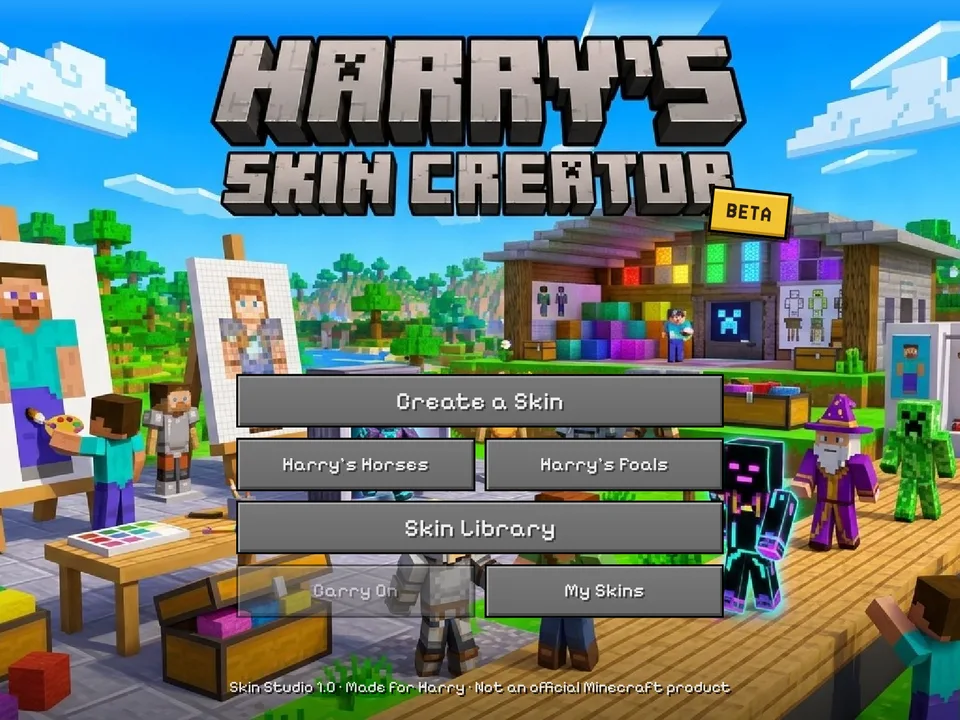 HARRY'S
SKIN CREATOR
BETA
Create a Skin
Harry's Horses
Harry's Foals
Skin Library
Carry On
My Skins
Skin Studio 1.0 · Made for Harry · Not an official Minecraft product